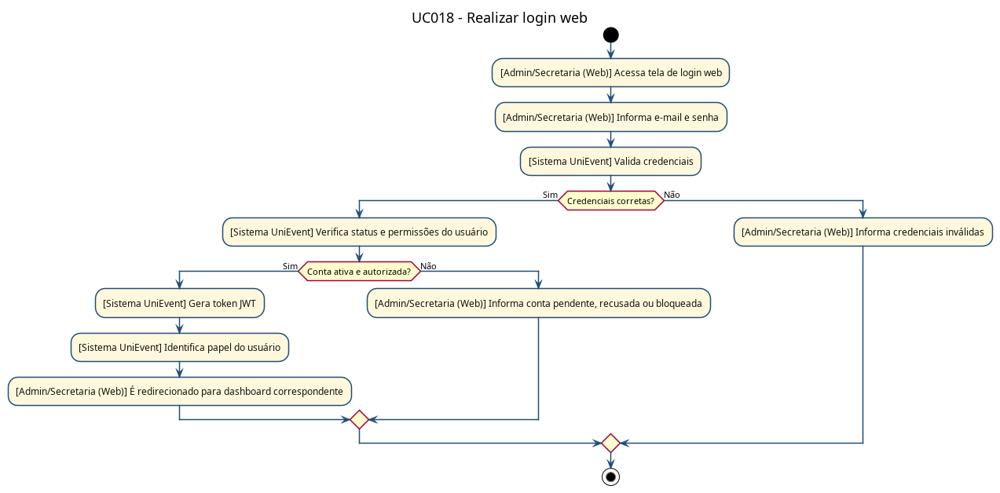 UC018 - Realizar login web
[Admin/Secretaria (Web)] Acessa tela de login web
[Admin/Secretaria (Web)] Informa e-mail e senha
[Sistema UniEvent] Valida credenciais
Sim
Credenciais corretas?
Não
[Sistema UniEvent] Verifica status e permissões do usuário
[Admin/Secretaria (Web)] Informa credenciais inválidas
Sim
Conta ativa e autorizada?
Não
[Sistema UniEvent] Gera token JWT
[Admin/Secretaria (Web)] Informa conta pendente, recusada ou bloqueada
[Sistema UniEvent] Identifica papel do usuário
[Admin/Secretaria (Web)] É redirecionado para dashboard correspondente